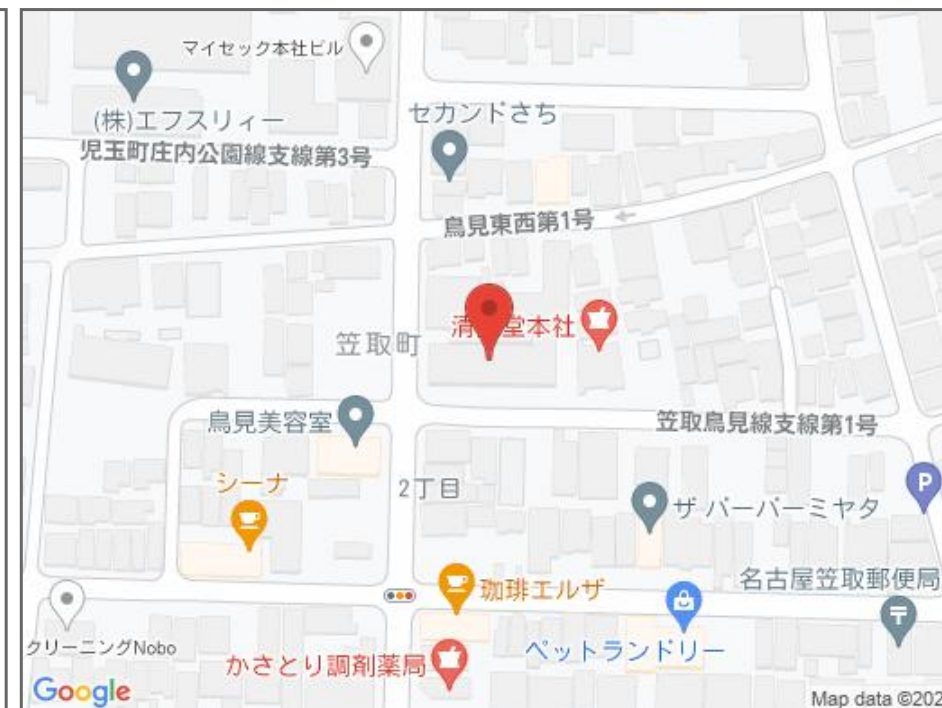 マイセック本社ビル
(株)エフスリィー
児玉町庄内公園線支線第3号
セカンドさち
鳥見東西第1号
笠取町
清 堂本社
笠取鳥見線支線第1号
鳥見美容室
シーナ
2丁目
ザ バーバーミヤタ
P
名古屋笠取郵便局
珈琲エルザ
ペットランドリー
クリーニングNobo
かさとり調剤薬局
Google
Map data ©202